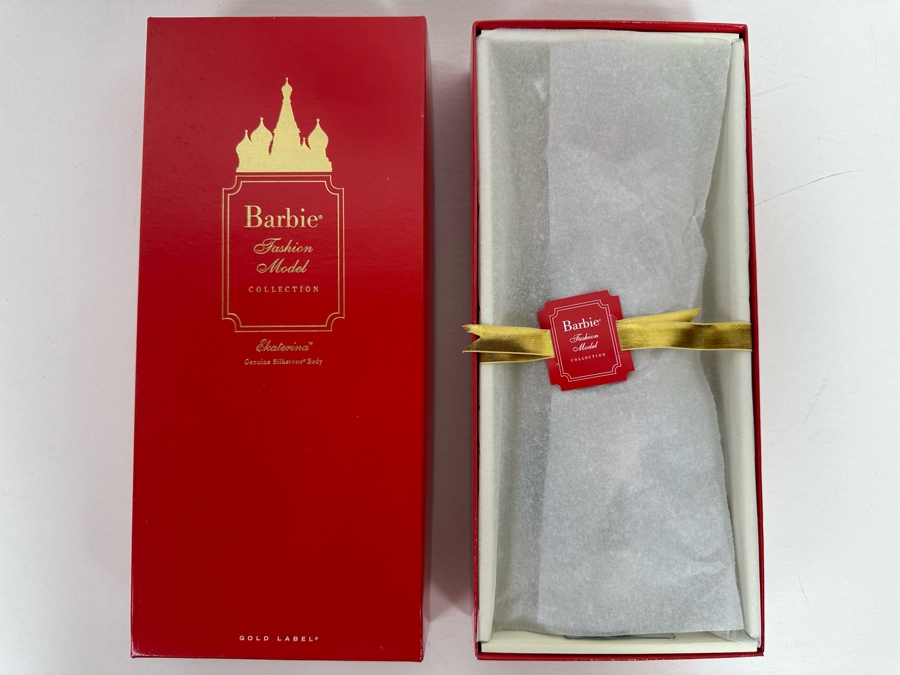 Barbie®
Fashion
Model
COLLECTION
Ekaterina™
Genuine Silkstone® Body
GOLD LABEL®
Barbie®
Fashion
Model
COLLECTION